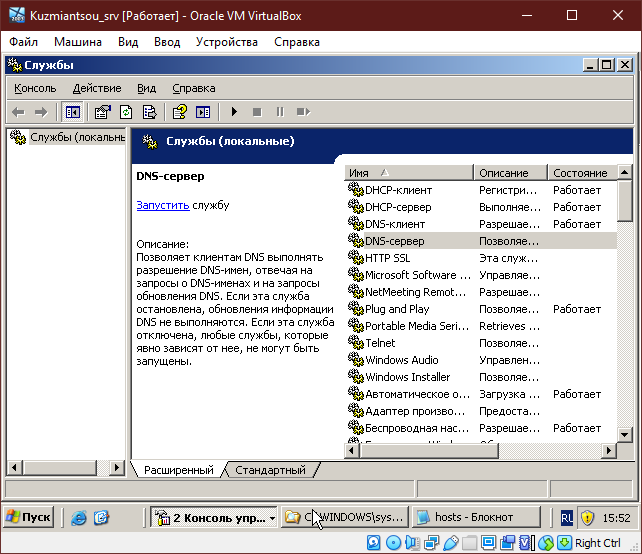 Kuzmiantsou_srv [Работает] - Oracle VM VirtualBox
Файл Машина Вид Ввод Устройства Справка
Службы
Консоль Действие Вид Справка
Службы (локальны
Службы (локальные)
DNS-сервер
Запустить службу
Описание:
Позволяет клиентам DNS выполнять
разрешение DNS-имен, отвечая на
запросы о DNS-именах и на запросы
обновления DNS. Если эта служба
остановлена, обновления информации
DNS не выполняются. Если эта служба
отключена, любые службы, которые
явно зависят от нее, не могут быть
запущены.
Имя Описание Состояние
DHCP-клиент Регистри... Работает
DHCP-сервер Выполняе... Работает
DNS-клиент Разрешае... Работает
DNS-сервер Позволяе...
HTTP SSL Эта служ...
Microsoft Software ... Управляе...
NetMeeting Remot... Разрешае...
Plug and Play Позволяе... Работает
Portable Media Seri... Retrieves ...
Telnet Позволяе...
Windows Audio Управлен...
Windows Installer Позволяе...
Автоматическое о... Загрузка ... Работает
Адаптер произво... Предоста...
Беспроводная нас... Разрешае... Работает
Расширенный Стандартный
Пуск 2 Консоль упр... C:\WINDOWS\sys... hosts - Блокнот RU 15:52
Right Ctrl